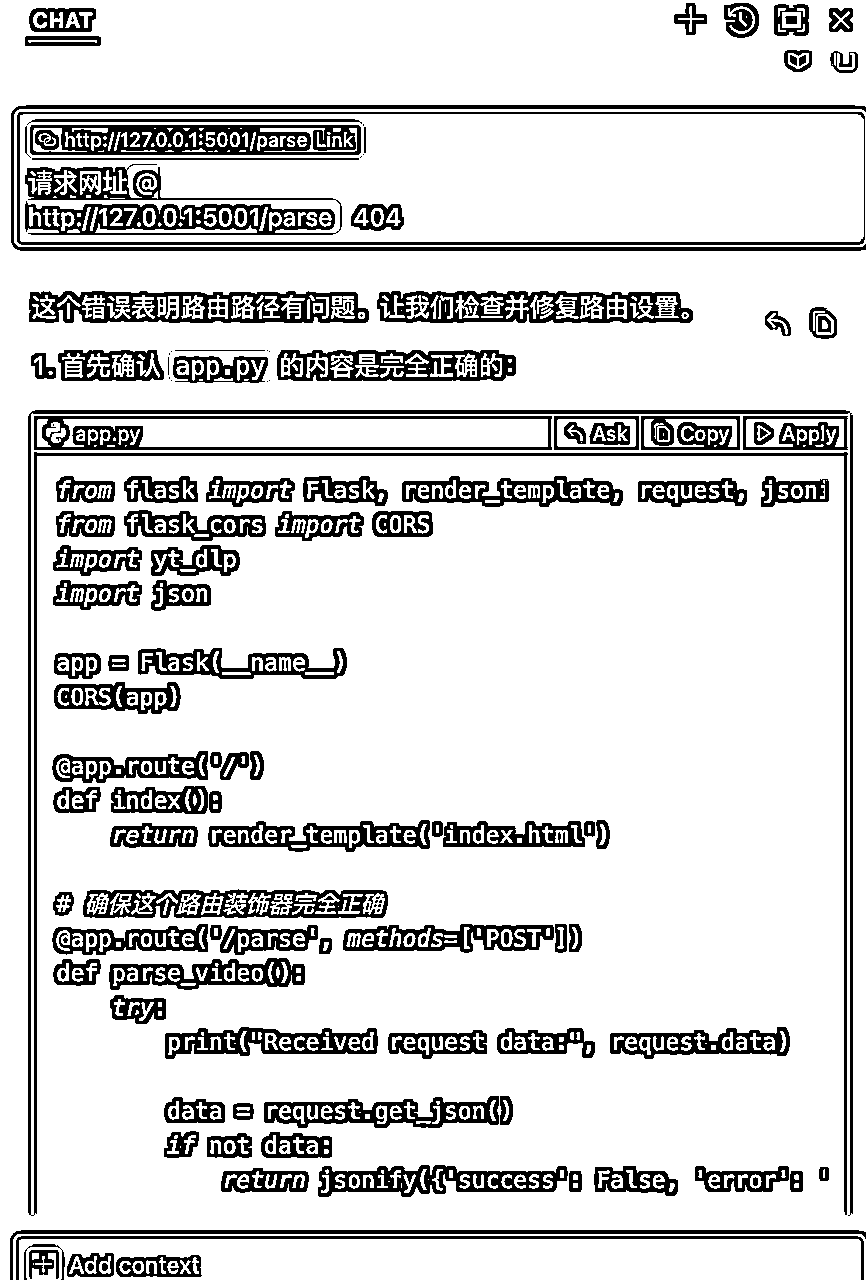 CHAT
http://127.0.0.1:5001/parse Link
请求网址 @
http://127.0.0.1:5001/parse 404
这个错误表明路由路径有问题。让我们检查并修复路由设置。
1. 首先确认 app.py 的内容是完全正确的:
app.py Ask Copy Apply
from flask import Flask, render_template, request, json
from flask_cors import CORS
import yt_dlp
import json
app = Flask(__name__)
CORS(app)
@app.route('/')
def index():
return render_template('index.html')
# 确保这个路由装饰器完全正确
@app.route('/parse', methods=['POST'])
def parse_video():
try:
print("Received request data:", request.data)
data = request.get_json()
if not data:
return jsonify({'success': False, 'error': '
Add context